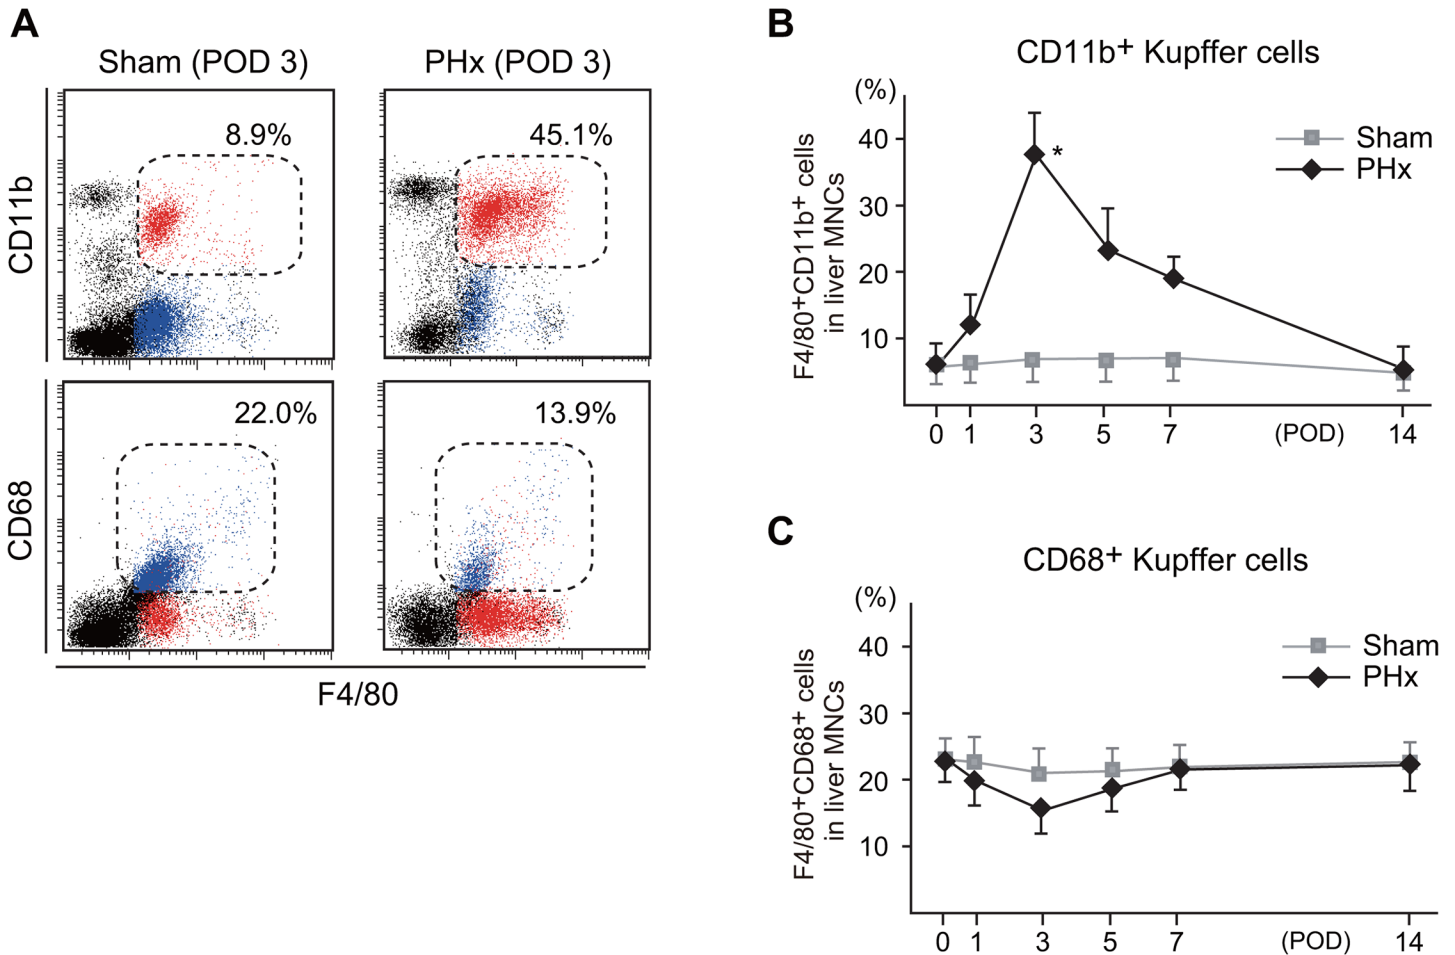 A
Sham (POD 3)
PHx (POD 3)
CD11b
8.9%
45.1%
CD68
22.0%
13.9%
F4/80
B
CD11b⁺ Kupffer cells
(%)
F4/80⁺CD11b⁺ cells
in liver MNCs
40
30
20
10
*
Sham
PHx
0 1 3 5 7 (POD) 14
C
CD68⁺ Kupffer cells
(%)
F4/80⁺CD68⁺ cells
in liver MNCs
40
30
20
10
Sham
PHx
0 1 3 5 7 (POD) 14